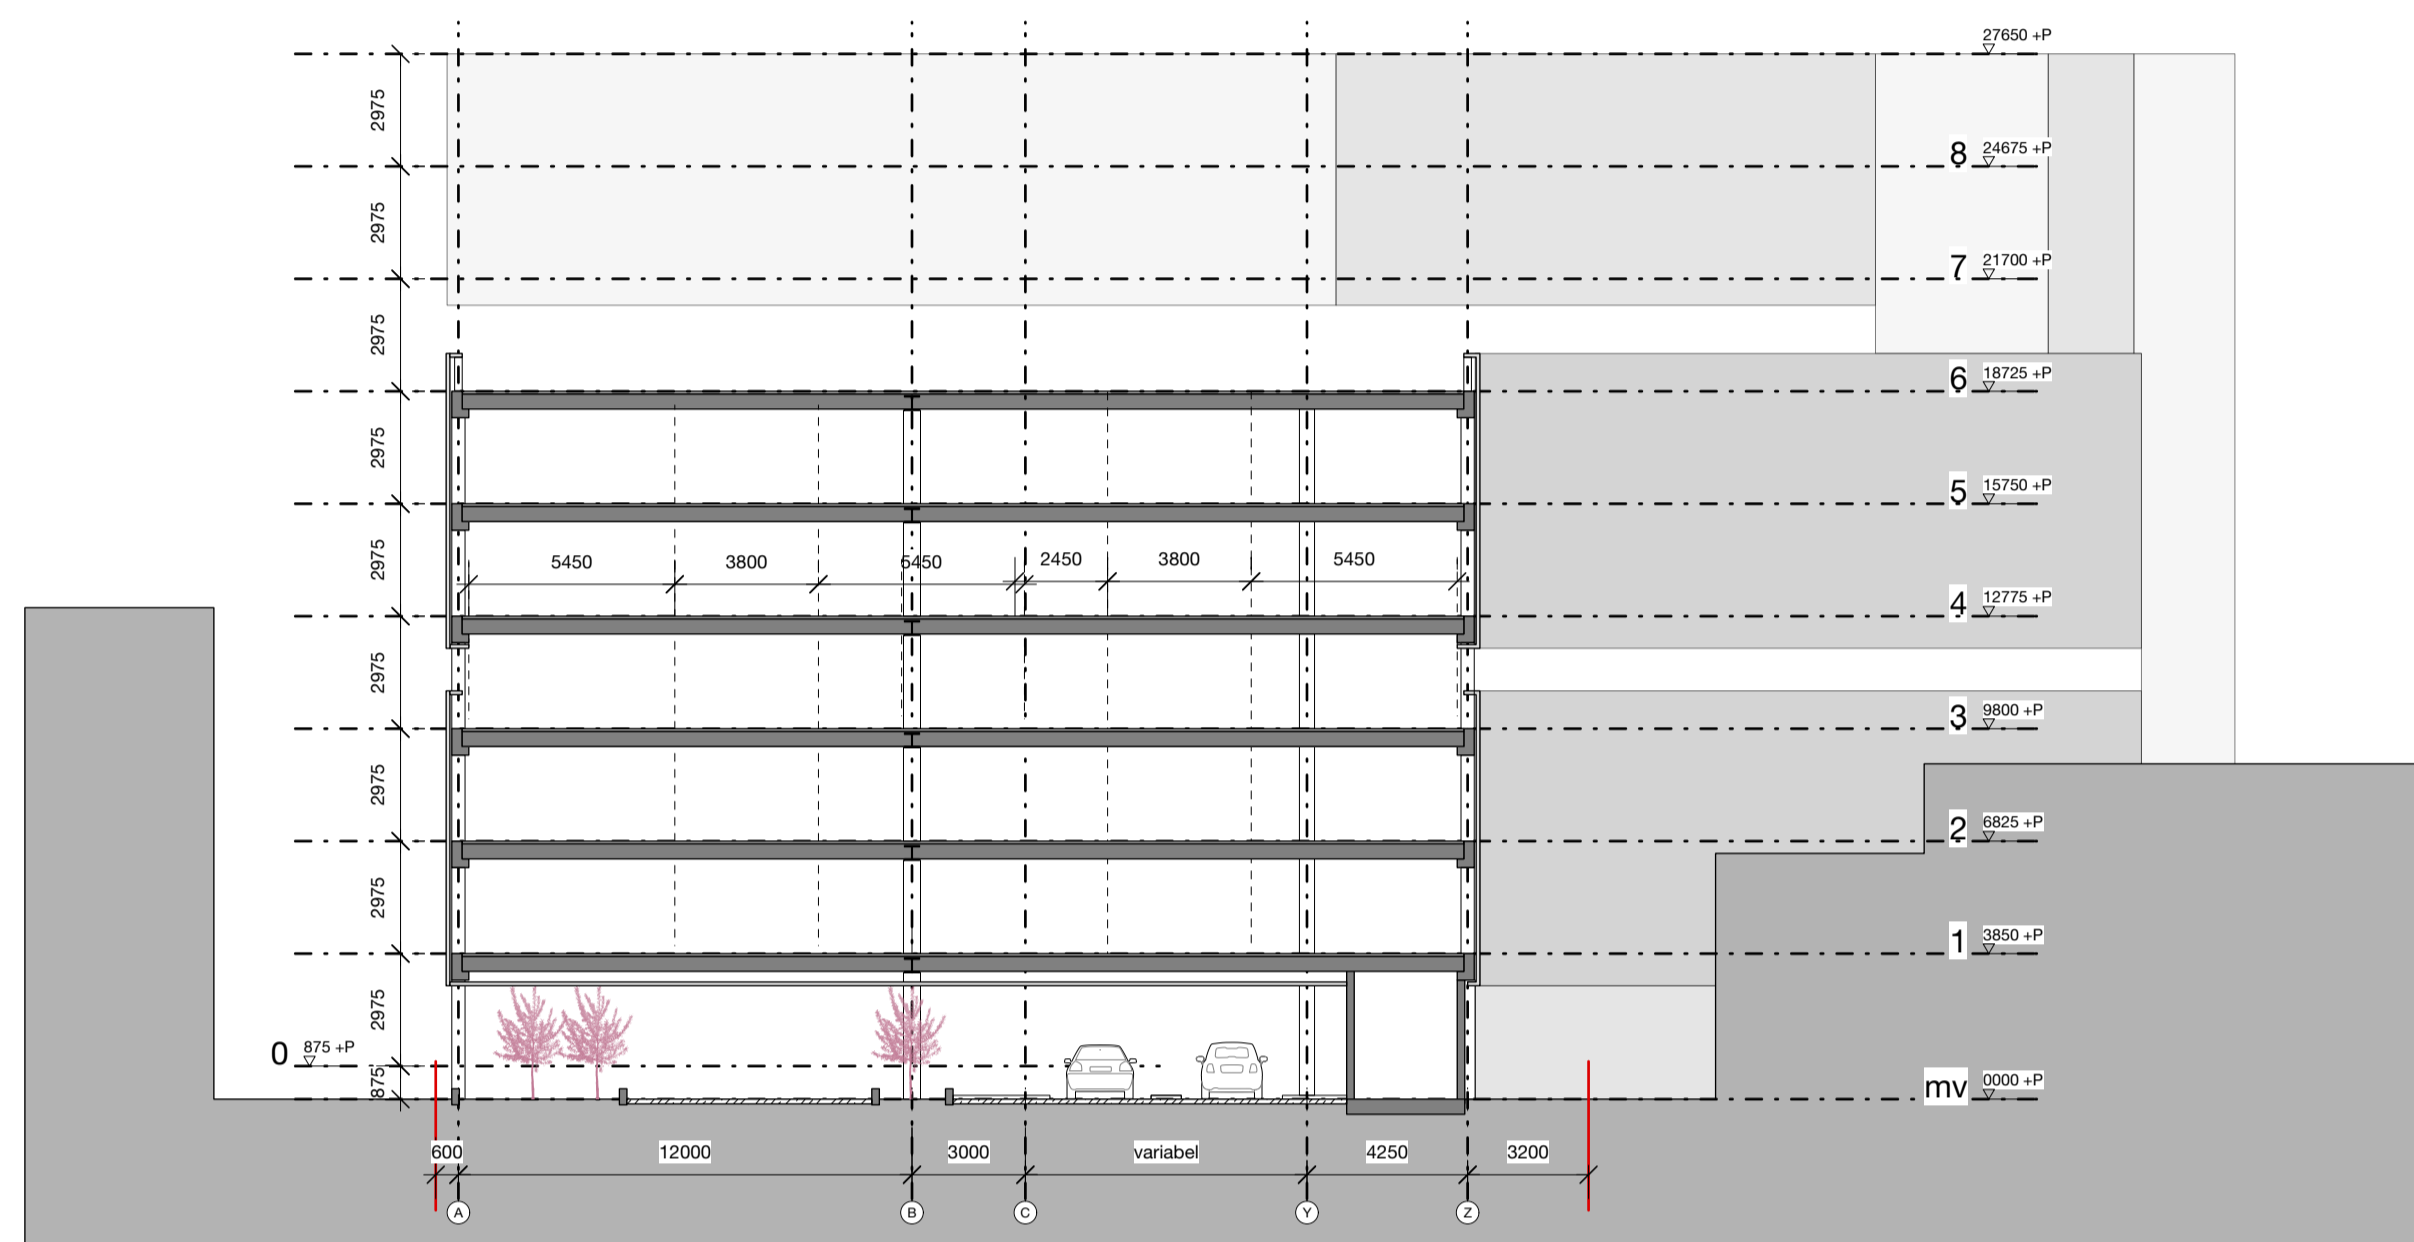 27650 +P
2975
8 24675 +P
2975
7 21700 +P
2975
6 18725 +P
2975
5 15750 +P
2975
5450 3800 5450 2450 3800 5450
4 12775 +P
2975
3 9800 +P
2975
2 6825 +P
2975
1 3850 +P
2975
0 875 +P
875
mv 0000 +P
600 12000 3000 variabel 4250 3200
A B C Y Z